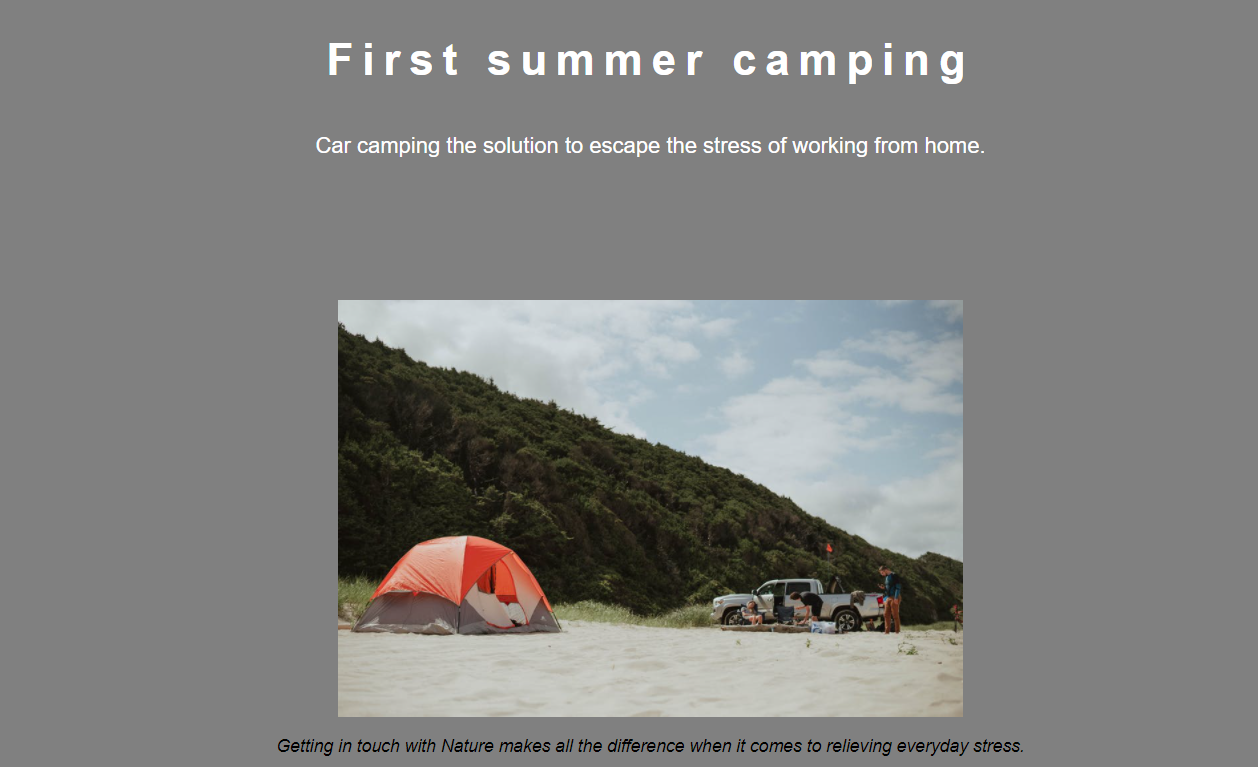 First summer camping
Car camping the solution to escape the stress of working from home.
Getting in touch with Nature makes all the difference when it comes to relieving everyday stress.